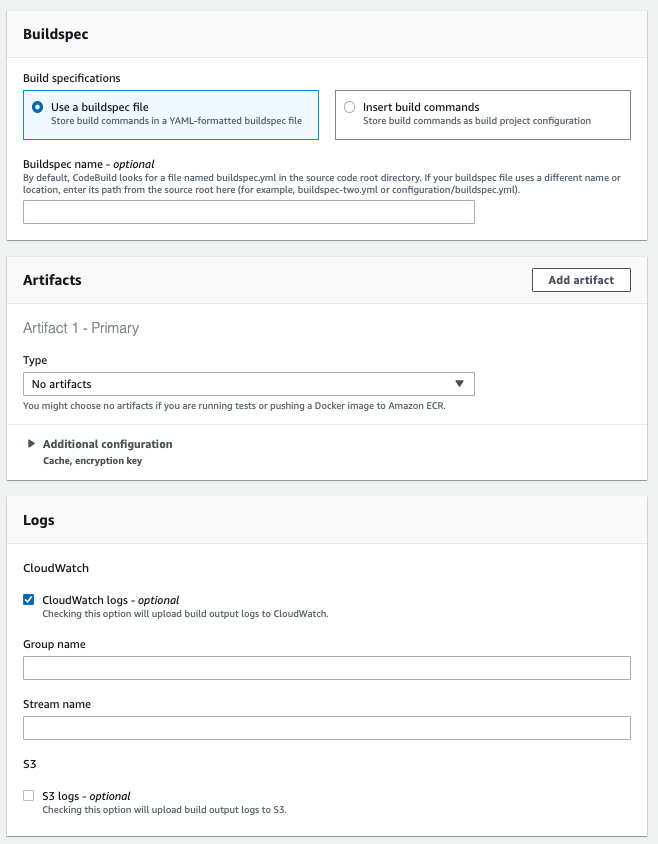 Buildspec
Build specifications
Use a buildspec file
Store build commands in a YAML-formatted buildspec file
Insert build commands
Store build commands as build project configuration
Buildspec name - optional
By default, CodeBuild looks for a file named buildspec.yml in the source code root directory. If your buildspec file uses a different name or
location, enter its path from the source root here (for example, buildspec-two.yml or configuration/buildspec.yml).
Artifacts
Add artifact
Artifact 1 - Primary
Type
No artifacts
You might choose no artifacts if you are running tests or pushing a Docker image to Amazon ECR.
Additional configuration
Cache, encryption key
Logs
CloudWatch
CloudWatch logs - optional
Checking this option will upload build output logs to CloudWatch.
Group name
Stream name
S3
S3 logs - optional
Checking this option will upload build output logs to S3.